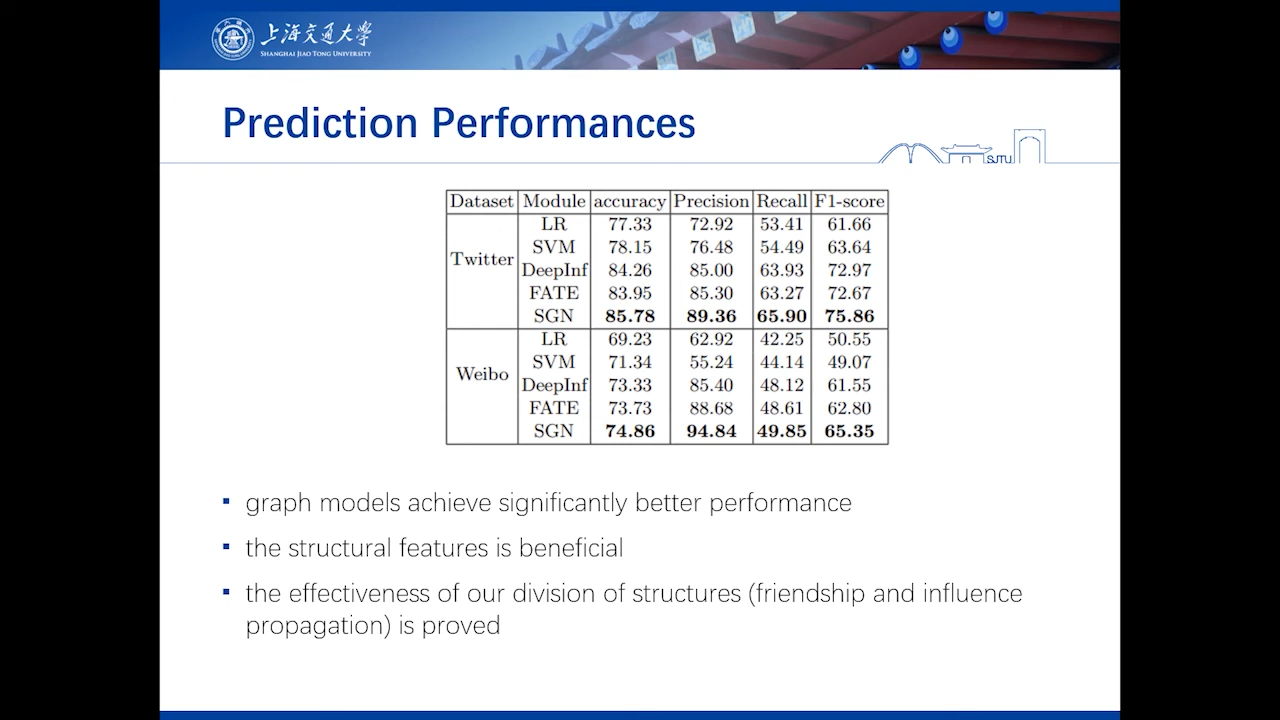 上海交通大学
SHANGHAI JIAO TONG UNIVERSITY
Prediction Performances
SJTU
Dataset Module accuracy Precision Recall F1-score
Twitter
LR 77.33 72.92 53.41 61.66
SVM 78.15 76.48 54.49 63.64
DeepInf 84.26 85.00 63.93 72.97
FATE 83.95 85.30 63.27 72.67
SGN 85.78 89.36 65.90 75.86
Weibo
LR 69.23 62.92 42.25 50.55
SVM 71.34 55.24 44.14 49.07
DeepInf 73.33 85.40 48.12 61.55
FATE 73.73 88.68 48.61 62.80
SGN 74.86 94.84 49.85 65.35
▪ graph models achieve significantly better performance
▪ the structural features is beneficial
▪ the effectiveness of our division of structures (friendship and influence
propagation) is proved